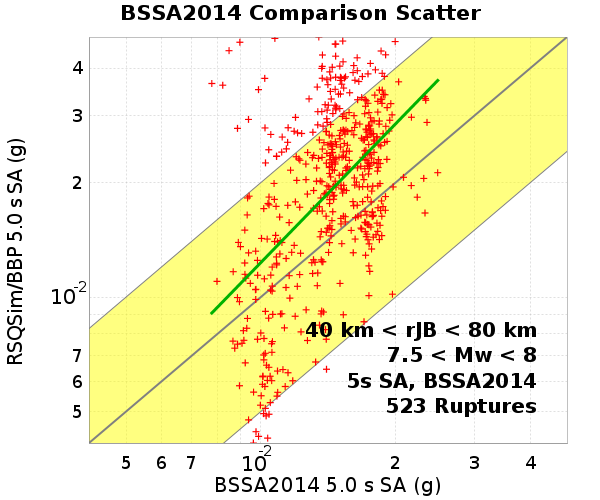 BSSA2014 Comparison Scatter
RSQSim/BBP 5.0 s SA (g)
4
3
2
10-2
7
6
5
40 km < rJB < 80 km
7.5 < Mw < 8
5s SA, BSSA2014
523 Ruptures
5 6 7 10-2 2 3 4
BSSA2014 5.0 s SA (g)